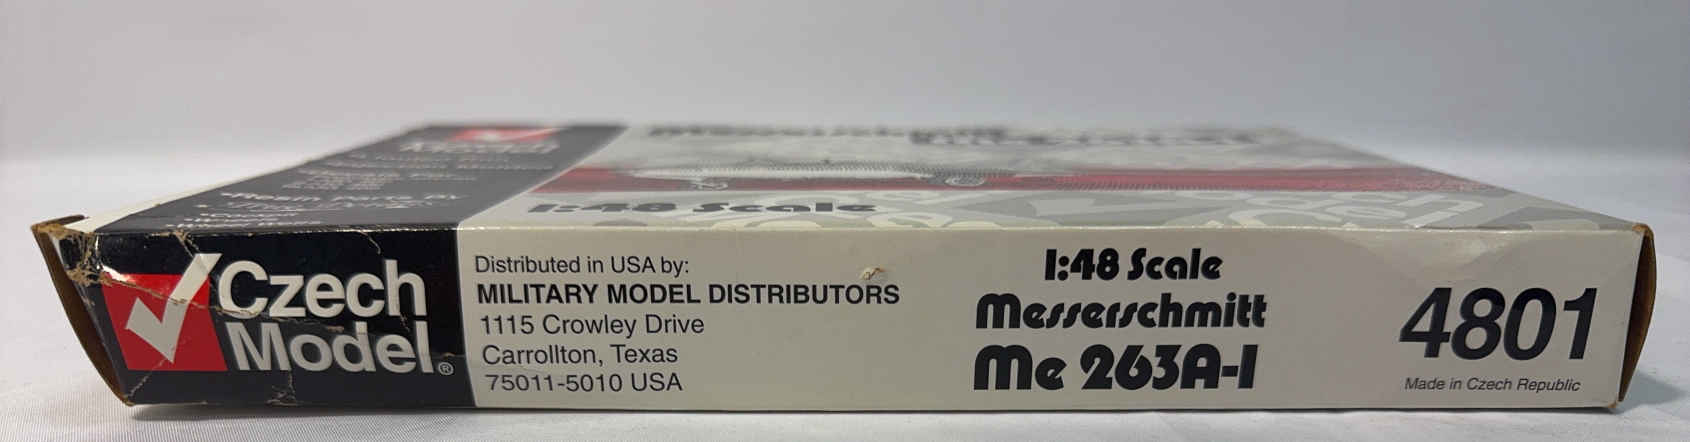 1:48 Scale
Czech
Model®
Distributed in USA by:
MILITARY MODEL DISTRIBUTORS
1115 Crowley Drive
Carrollton, Texas
75011-5010 USA
1:48 Scale
Messerschmitt
Me 263A-1
4801
Made in Czech Republic